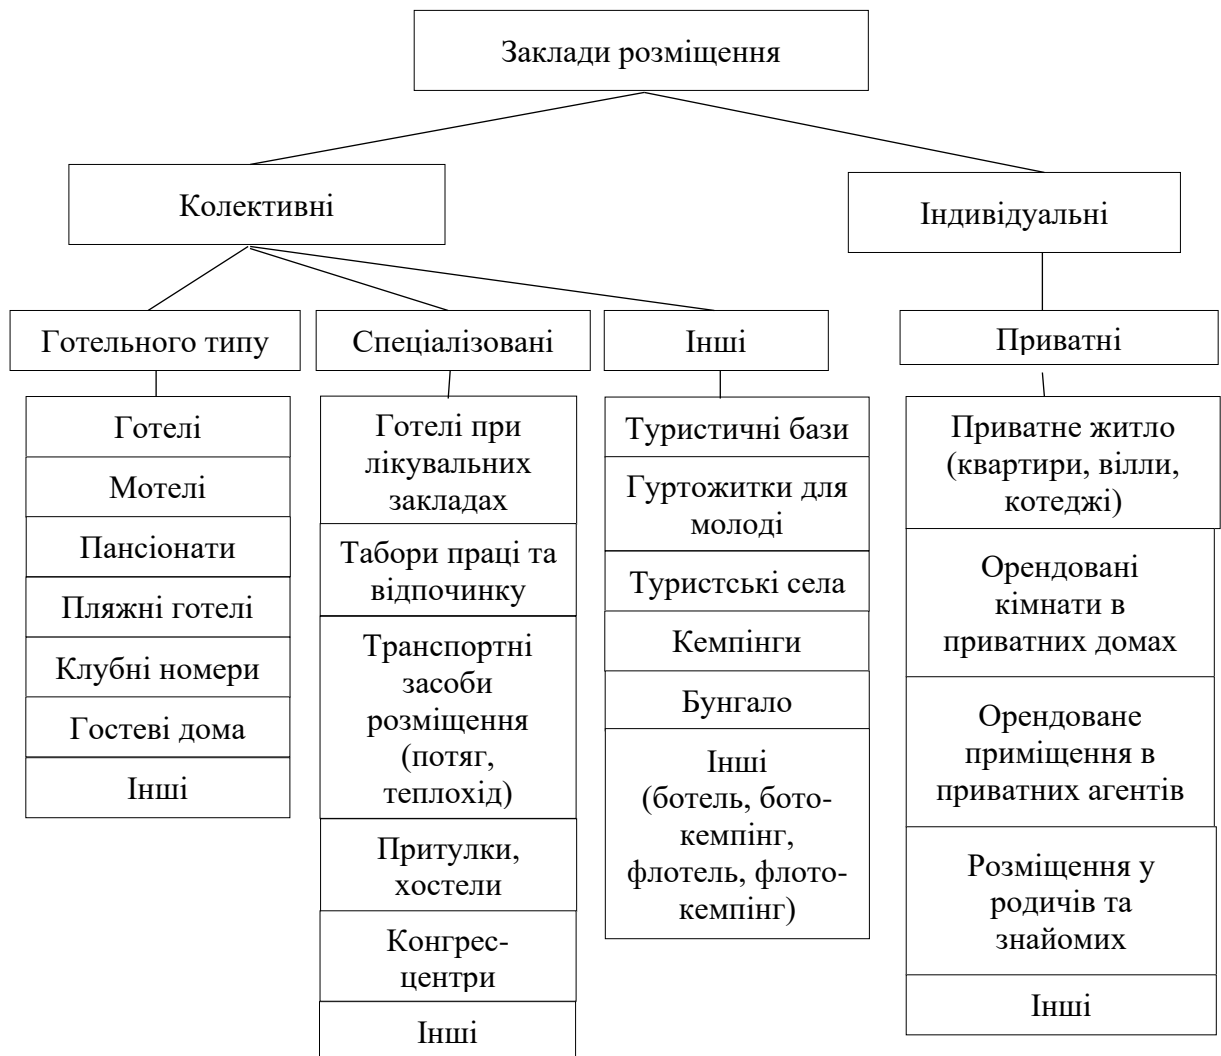 Заклади розміщення
Колективні
Індивідуальні
Готельного типу
Спеціалізовані
Інші
Приватні
Готелі
Мотелі
Пансіонати
Пляжні готелі
Клубні номери
Гостеві дома
Інші
Готелі при
лікувальних
закладах
Табори праці та
відпочинку
Транспортні
засоби
розміщення
(потяг,
теплохід)
Притулки,
хостели
Конгрес-
центри
Інші
Туристичні бази
Гуртожитки для
молоді
Туристські села
Кемпінги
Бунгало
Інші
(ботель, бото-
кемпінг,
флотель, флото-
кемпінг)
Приватне житло
(квартири, вілли,
котеджі)
Орендовані
кімнати в
приватних домах
Орендоване
приміщення в
приватних агентів
Розміщення у
родичів та
знайомих
Інші